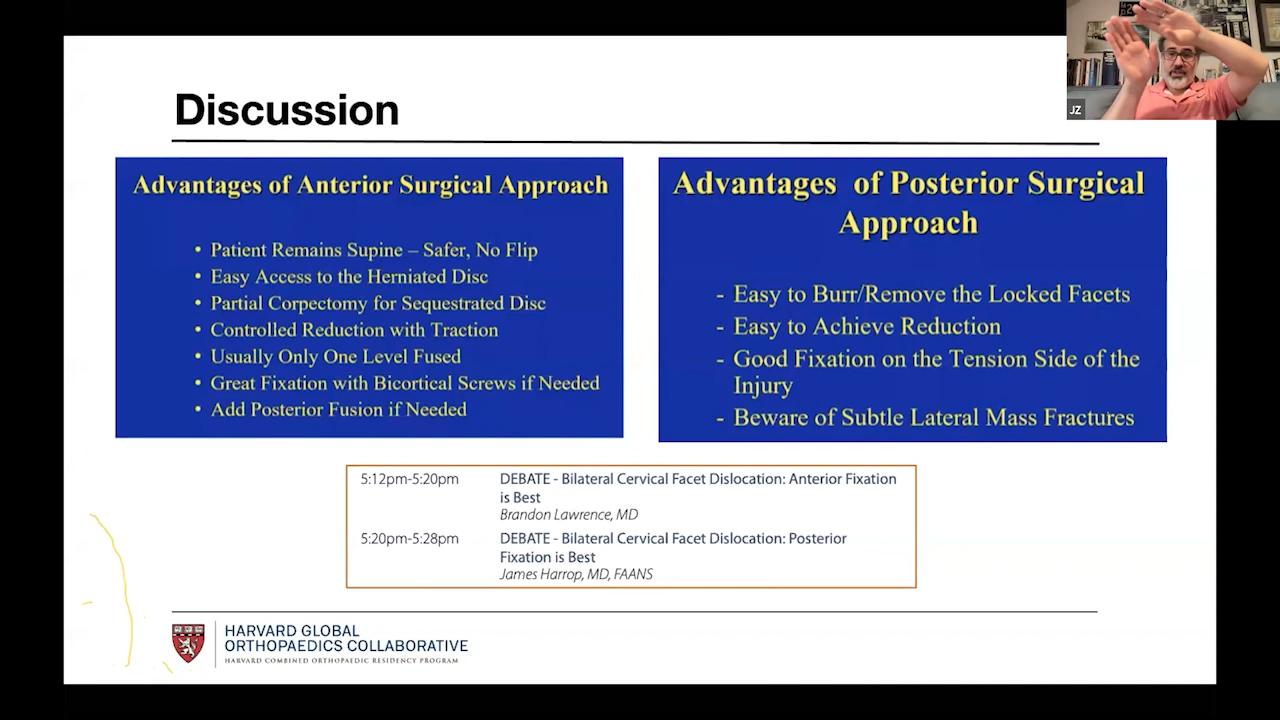 JZ
Discussion
Advantages of Anterior Surgical Approach
• Patient Remains Supine – Safer, No Flip
• Easy Access to the Herniated Disc
• Partial Corpectomy for Sequestrated Disc
• Controlled Reduction with Traction
• Usually Only One Level Fused
• Great Fixation with Bicortical Screws if Needed
• Add Posterior Fusion if Needed
Advantages of Posterior Surgical
Approach
- Easy to Burr/Remove the Locked Facets
- Easy to Achieve Reduction
- Good Fixation on the Tension Side of the
Injury
- Beware of Subtle Lateral Mass Fractures
5:12pm-5:20pm DEBATE - Bilateral Cervical Facet Dislocation: Anterior Fixation
is Best
Brandon Lawrence, MD
5:20pm-5:28pm DEBATE - Bilateral Cervical Facet Dislocation: Posterior
Fixation is Best
James Harrop, MD, FAANS
HARVARD GLOBAL
ORTHOPAEDICS COLLABORATIVE
HARVARD COMBINED ORTHOPAEDIC RESIDENCY PROGRAM